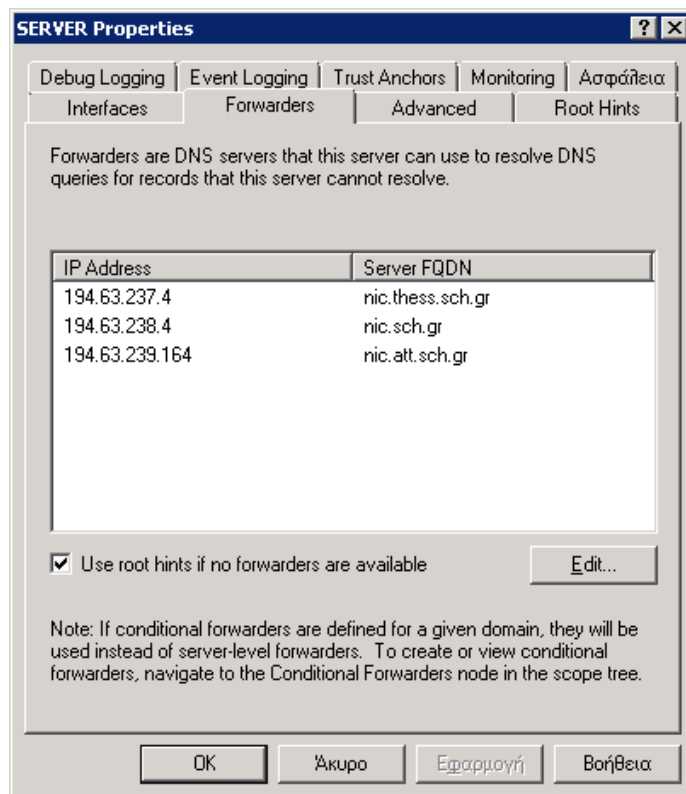 SERVER Properties
Debug Logging Event Logging Trust Anchors Monitoring Ασφάλεια
Interfaces Forwarders Advanced Root Hints
Forwarders are DNS servers that this server can use to resolve DNS
queries for records that this server cannot resolve.
IP Address Server FQDN
194.63.237.4 nic.thess.sch.gr
194.63.238.4 nic.sch.gr
194.63.239.164 nic.att.sch.gr
Use root hints if no forwarders are available Edit...
Note: If conditional forwarders are defined for a given domain, they will be
used instead of server-level forwarders. To create or view conditional
forwarders, navigate to the Conditional Forwarders node in the scope tree.
OK Άκυρο Εφαρμογή Βοήθεια